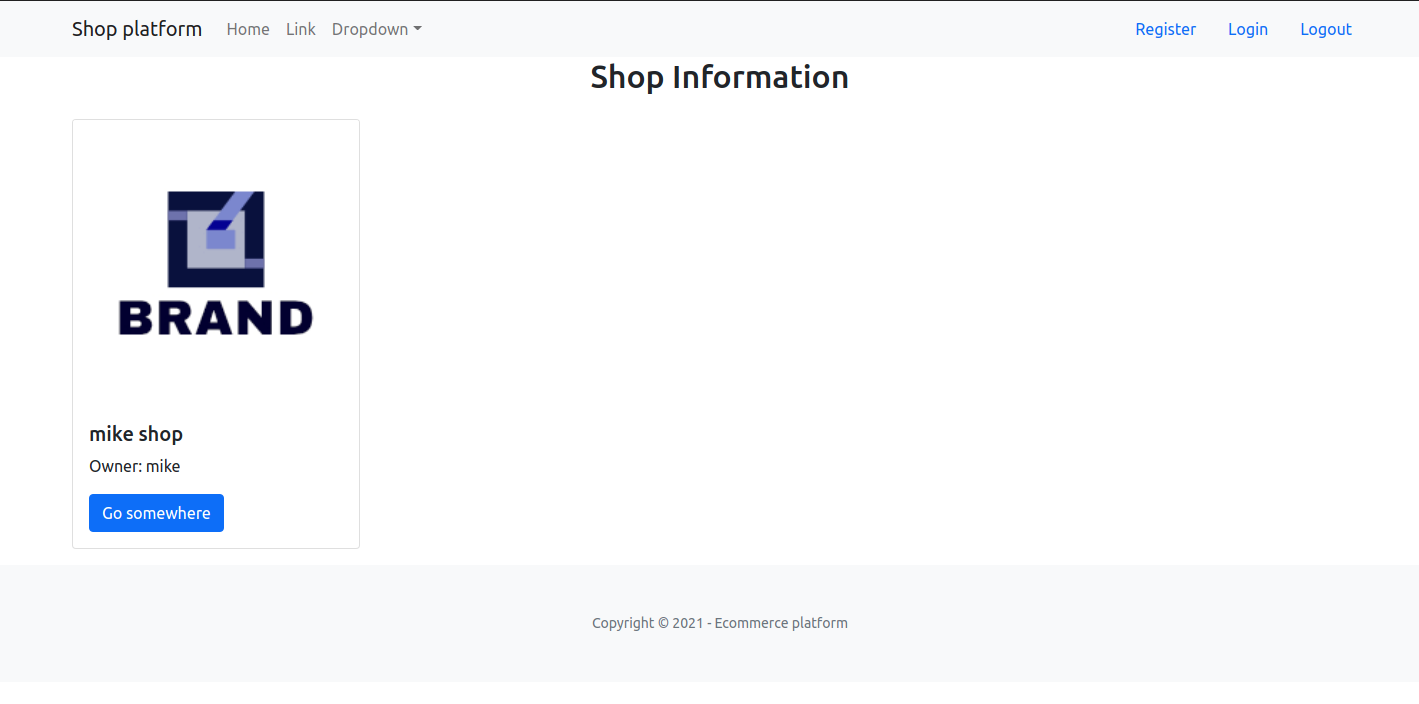 Shop platform Home Link Dropdown Register Login Logout
Shop Information
BRAND
mike shop
Owner: mike
Go somewhere
Copyright © 2021 - Ecommerce platform